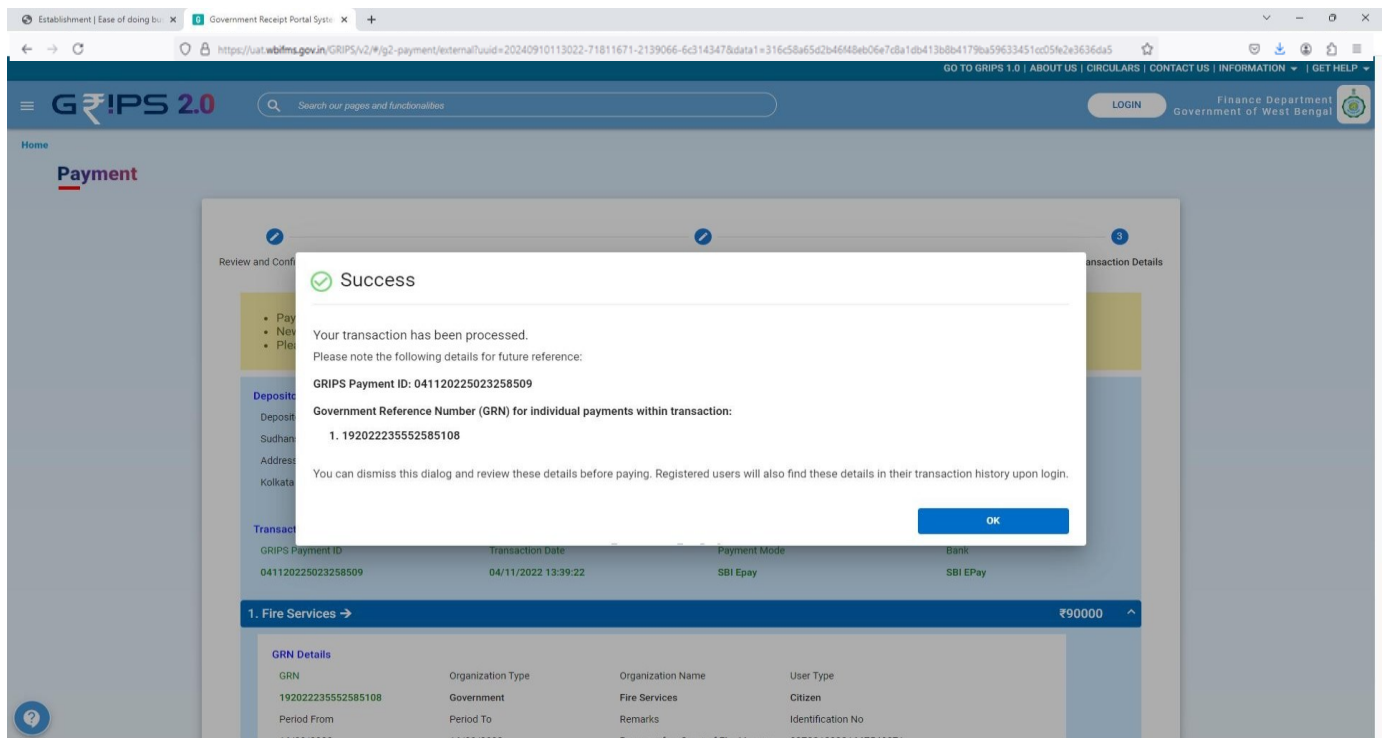 Establishment | Ease of doing bu
Government Receipt Portal Syste
https://uat.wbifms.gov.in/GRIPS/v2/#/g2-payment/external?uuid=20240910113022-71811671-2139066-6c314347&data1=316c58a65d2b46f48eb06e7c8a1db413b8b4179ba59633451cc05fe2e3636da5
GO TO GRIPS 1.0 | ABOUT US | CIRCULARS | CONTACT US | INFORMATION | GET HELP
G₹!PS 2.0
Search our pages and functionalities
LOGIN
Finance Department
Government of West Bengal
Home
Payment
3
Review and Confi
ansaction Details
Success
Pay
New
Plea
Your transaction has been processed.
Please note the following details for future reference:
GRIPS Payment ID: 041120225023258509
Government Reference Number (GRN) for individual payments within transaction:
1. 192022235552585108
You can dismiss this dialog and review these details before paying. Registered users will also find these details in their transaction history upon login.
OK
Deposito
Deposit
Sudhan
Address
Kolkata
Transact
GRIPS Payment ID Transaction Date Payment Mode Bank
041120225023258509 04/11/2022 13:39:22 SBI Epay SBI EPay
1. Fire Services → ₹90000
GRN Details
GRN Organization Type Organization Name User Type
192022235552585108 Government Fire Services Citizen
Period From Period To Remarks Identification No